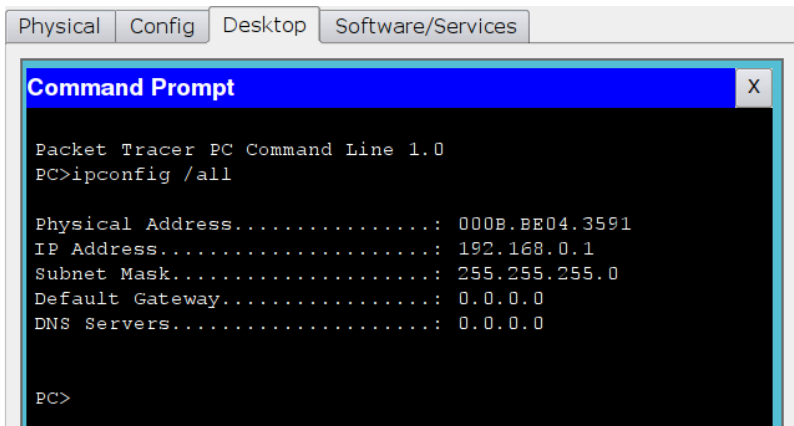 Physical Config Desktop Software/Services
Command Prompt X
Packet Tracer PC Command Line 1.0
PC>ipconfig /all
Physical Address................: 000B.BE04.3591
IP Address......................: 192.168.0.1
Subnet Mask.....................: 255.255.255.0
Default Gateway.................: 0.0.0.0
DNS Servers.....................: 0.0.0.0
PC>